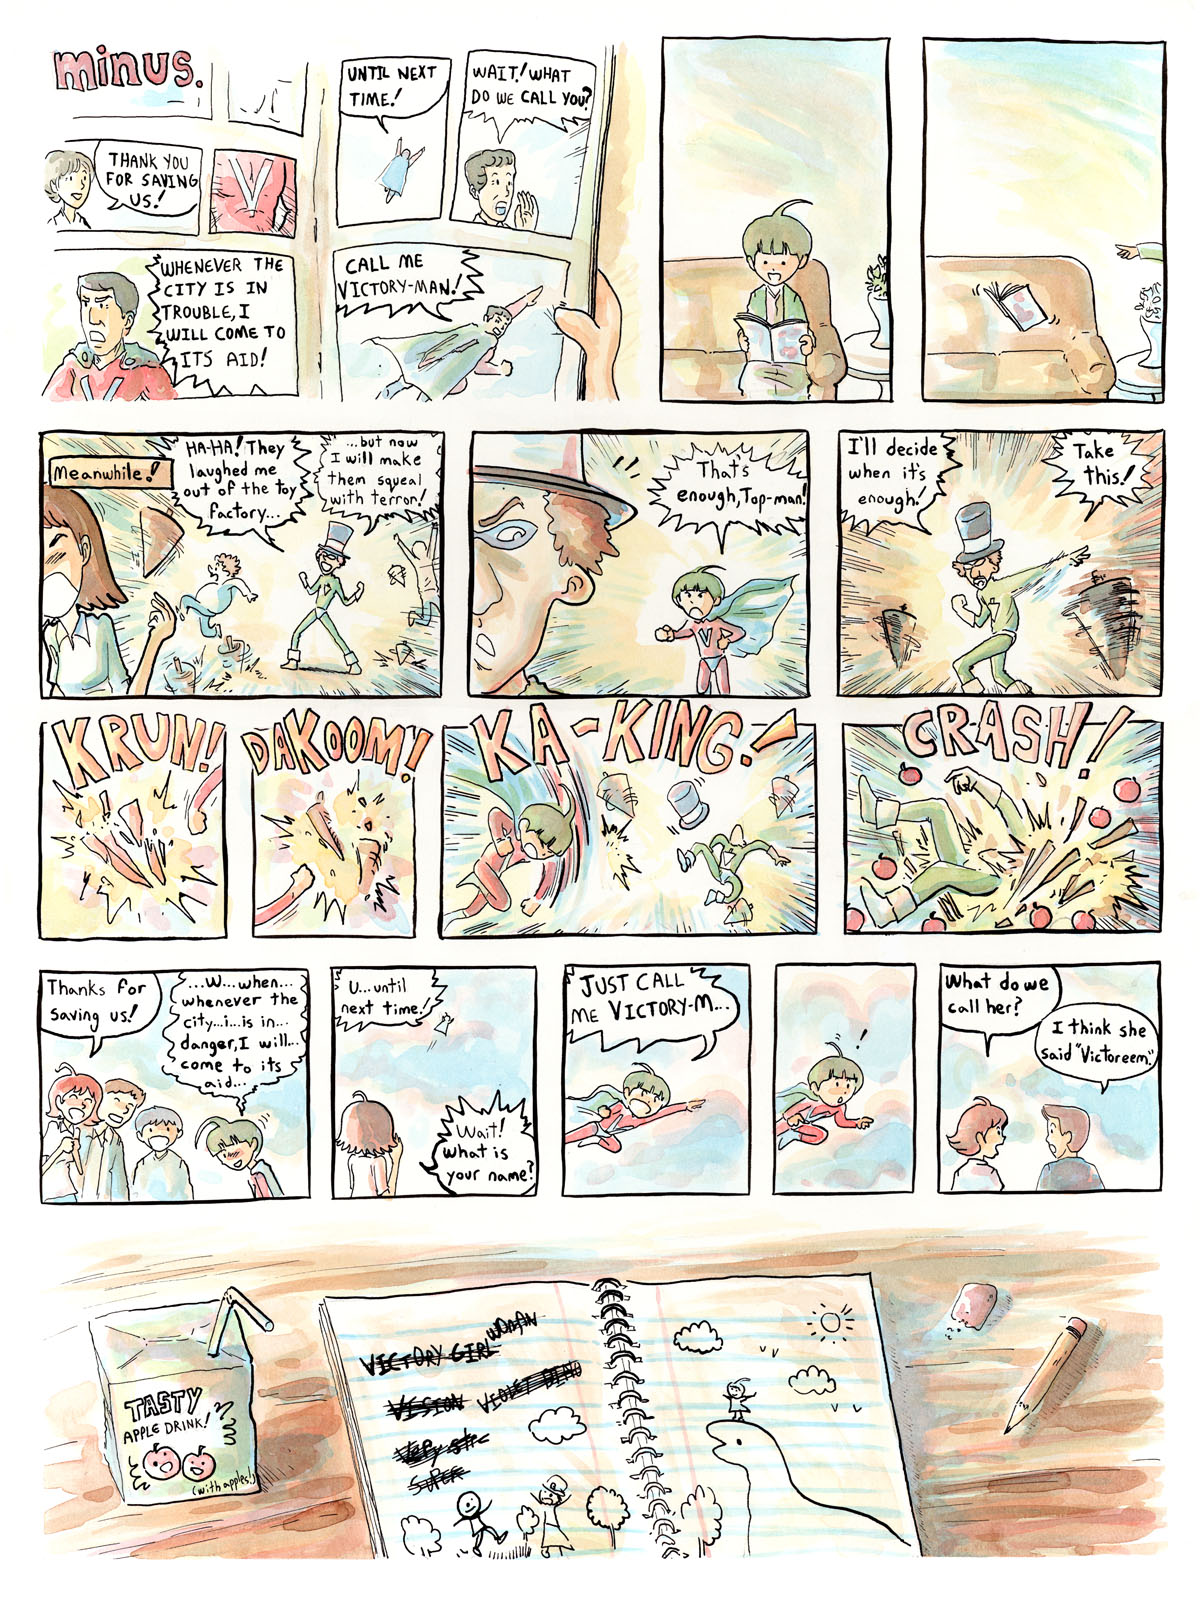 minus.
THANK YOU
FOR SAVING
US!
V
WHENEVER THE
CITY IS IN
TROUBLE, I
WILL COME TO
ITS AID!
V
UNTIL NEXT
TIME!
WAIT! WHAT
DO WE CALL YOU?
CALL ME
VICTORY-MAN!
Meanwhile!
HA-HA! They
laughed me
out of the toy
factory...
...but now
I will make
them squeal
with terror!
That's
enough, Top-man!
V
I'll decide
when it's
enough!
Take
this!
KRUN!
DAKOOM!
KA-KING!
CRASH!
Thanks for
saving us!
...W...when...
whenever the
city...i...is in...
danger, I will...
come to its
aid...
U...until
next time!
Wait!
what is
your name?
JUST CALL
ME VICTORY-M...
!
What do we
call her?
I think she
said "Victoreem."
TASTY
APPLE DRINK!
(with apples!)
VICTORY GIRL WOMAN
VISION VIOLET DINO
SUPER